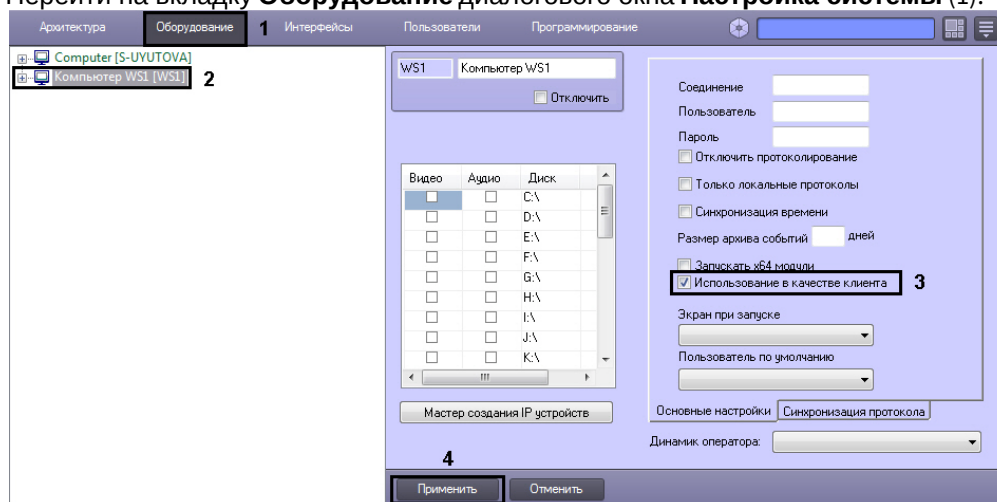 Перейти на вкладку Оборудование диалогового окна Настройка системы (1).
Архитектура Оборудование 1 Интерфейсы Пользователи Программирование
Computer [S-UYUTOVA]
Компьютер WS1 [WS1] 2
WS1 Компьютер WS1
Отключить
Видео Аудио Диск
C:\
D:\
E:\
F:\
G:\
H:\
I:\
J:\
K:\
Мастер создания IP устройств
Соединение
Пользователь
Пароль
Отключить протоколирование
Только локальные протоколы
Синхронизация времени
Размер архива событий дней
Запускать x64 модули
Использование в качестве клиента 3
Экран при запуске
Пользователь по умолчанию
Основные настройки Синхронизация протокола
Динамик оператора:
4
Применить Отменить